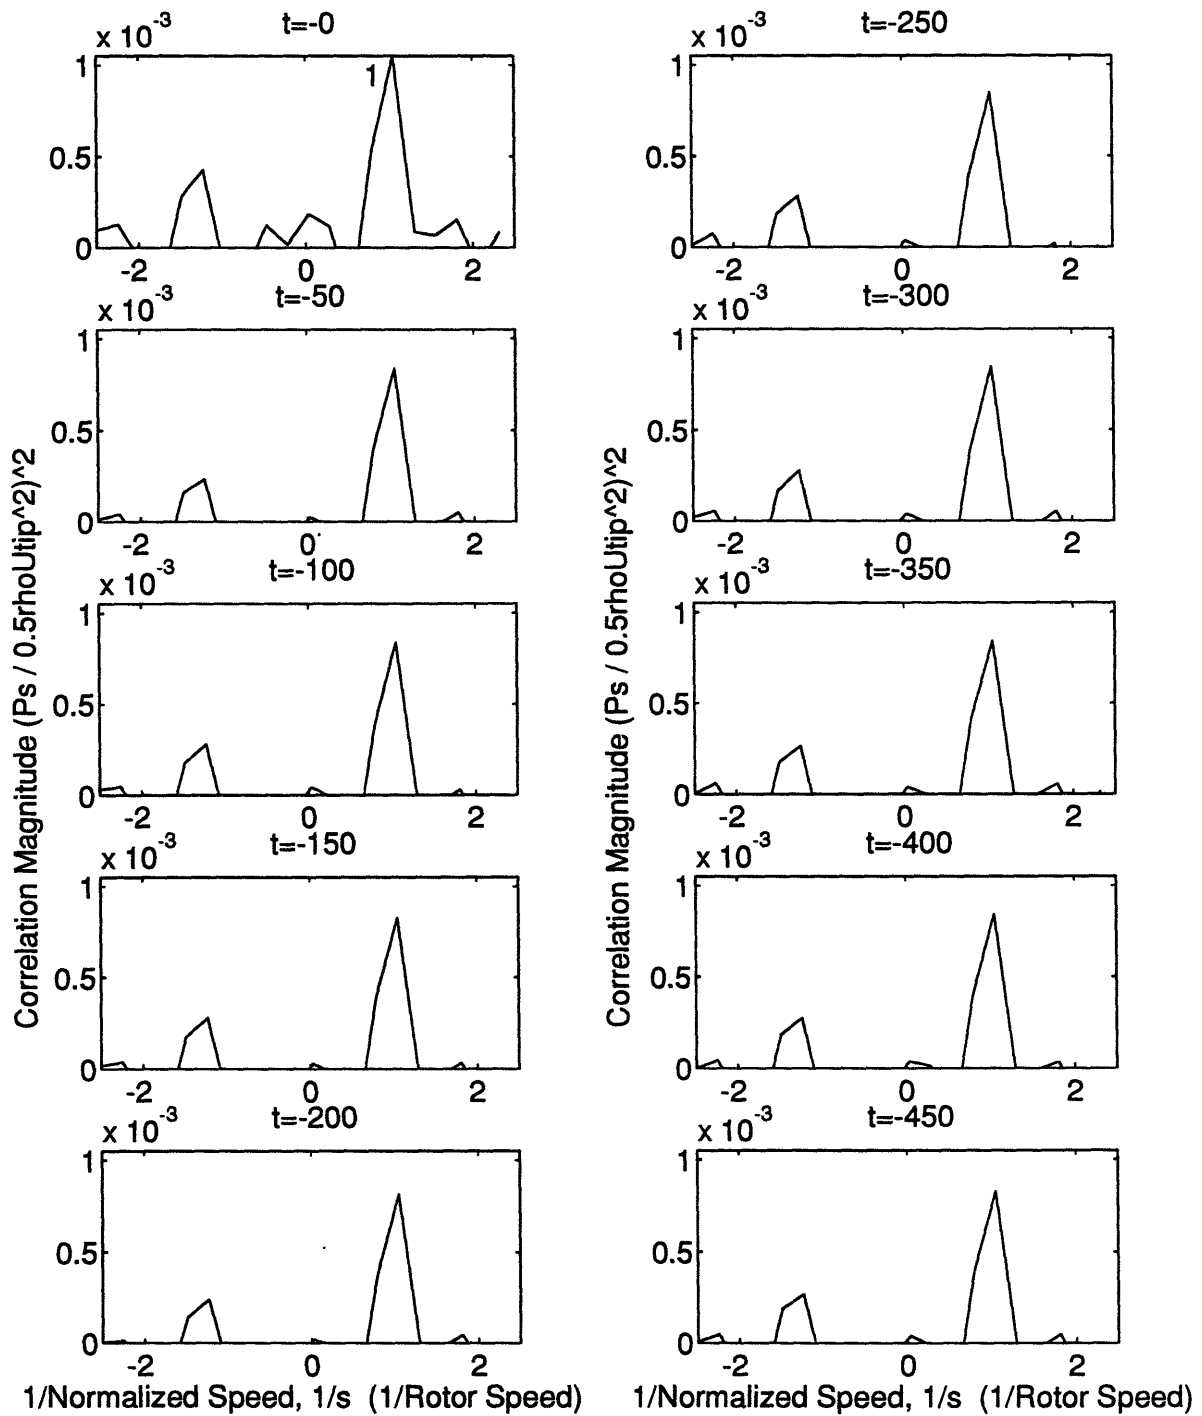 x 10^-3
t=-0
1
1
0.5
0
-2 0 2
x 10^-3
t=-50
1
0.5
0
-2 0 2
x 10^-3
t=-100
1
0.5
0
-2 0 2
x 10^-3
t=-150
1
0.5
0
-2 0 2
x 10^-3
t=-200
1
0.5
0
-2 0 2
Correlation Magnitude (Ps / 0.5rhoUtip^2)^2
1/Normalized Speed, 1/s (1/Rotor Speed)
x 10^-3
t=-250
1
0.5
0
-2 0 2
x 10^-3
t=-300
1
0.5
0
-2 0 2
x 10^-3
t=-350
1
0.5
0
-2 0 2
x 10^-3
t=-400
1
0.5
0
-2 0 2
x 10^-3
t=-450
1
0.5
0
-2 0 2
Correlation Magnitude (Ps / 0.5rhoUtip^2)^2
1/Normalized Speed, 1/s (1/Rotor Speed)